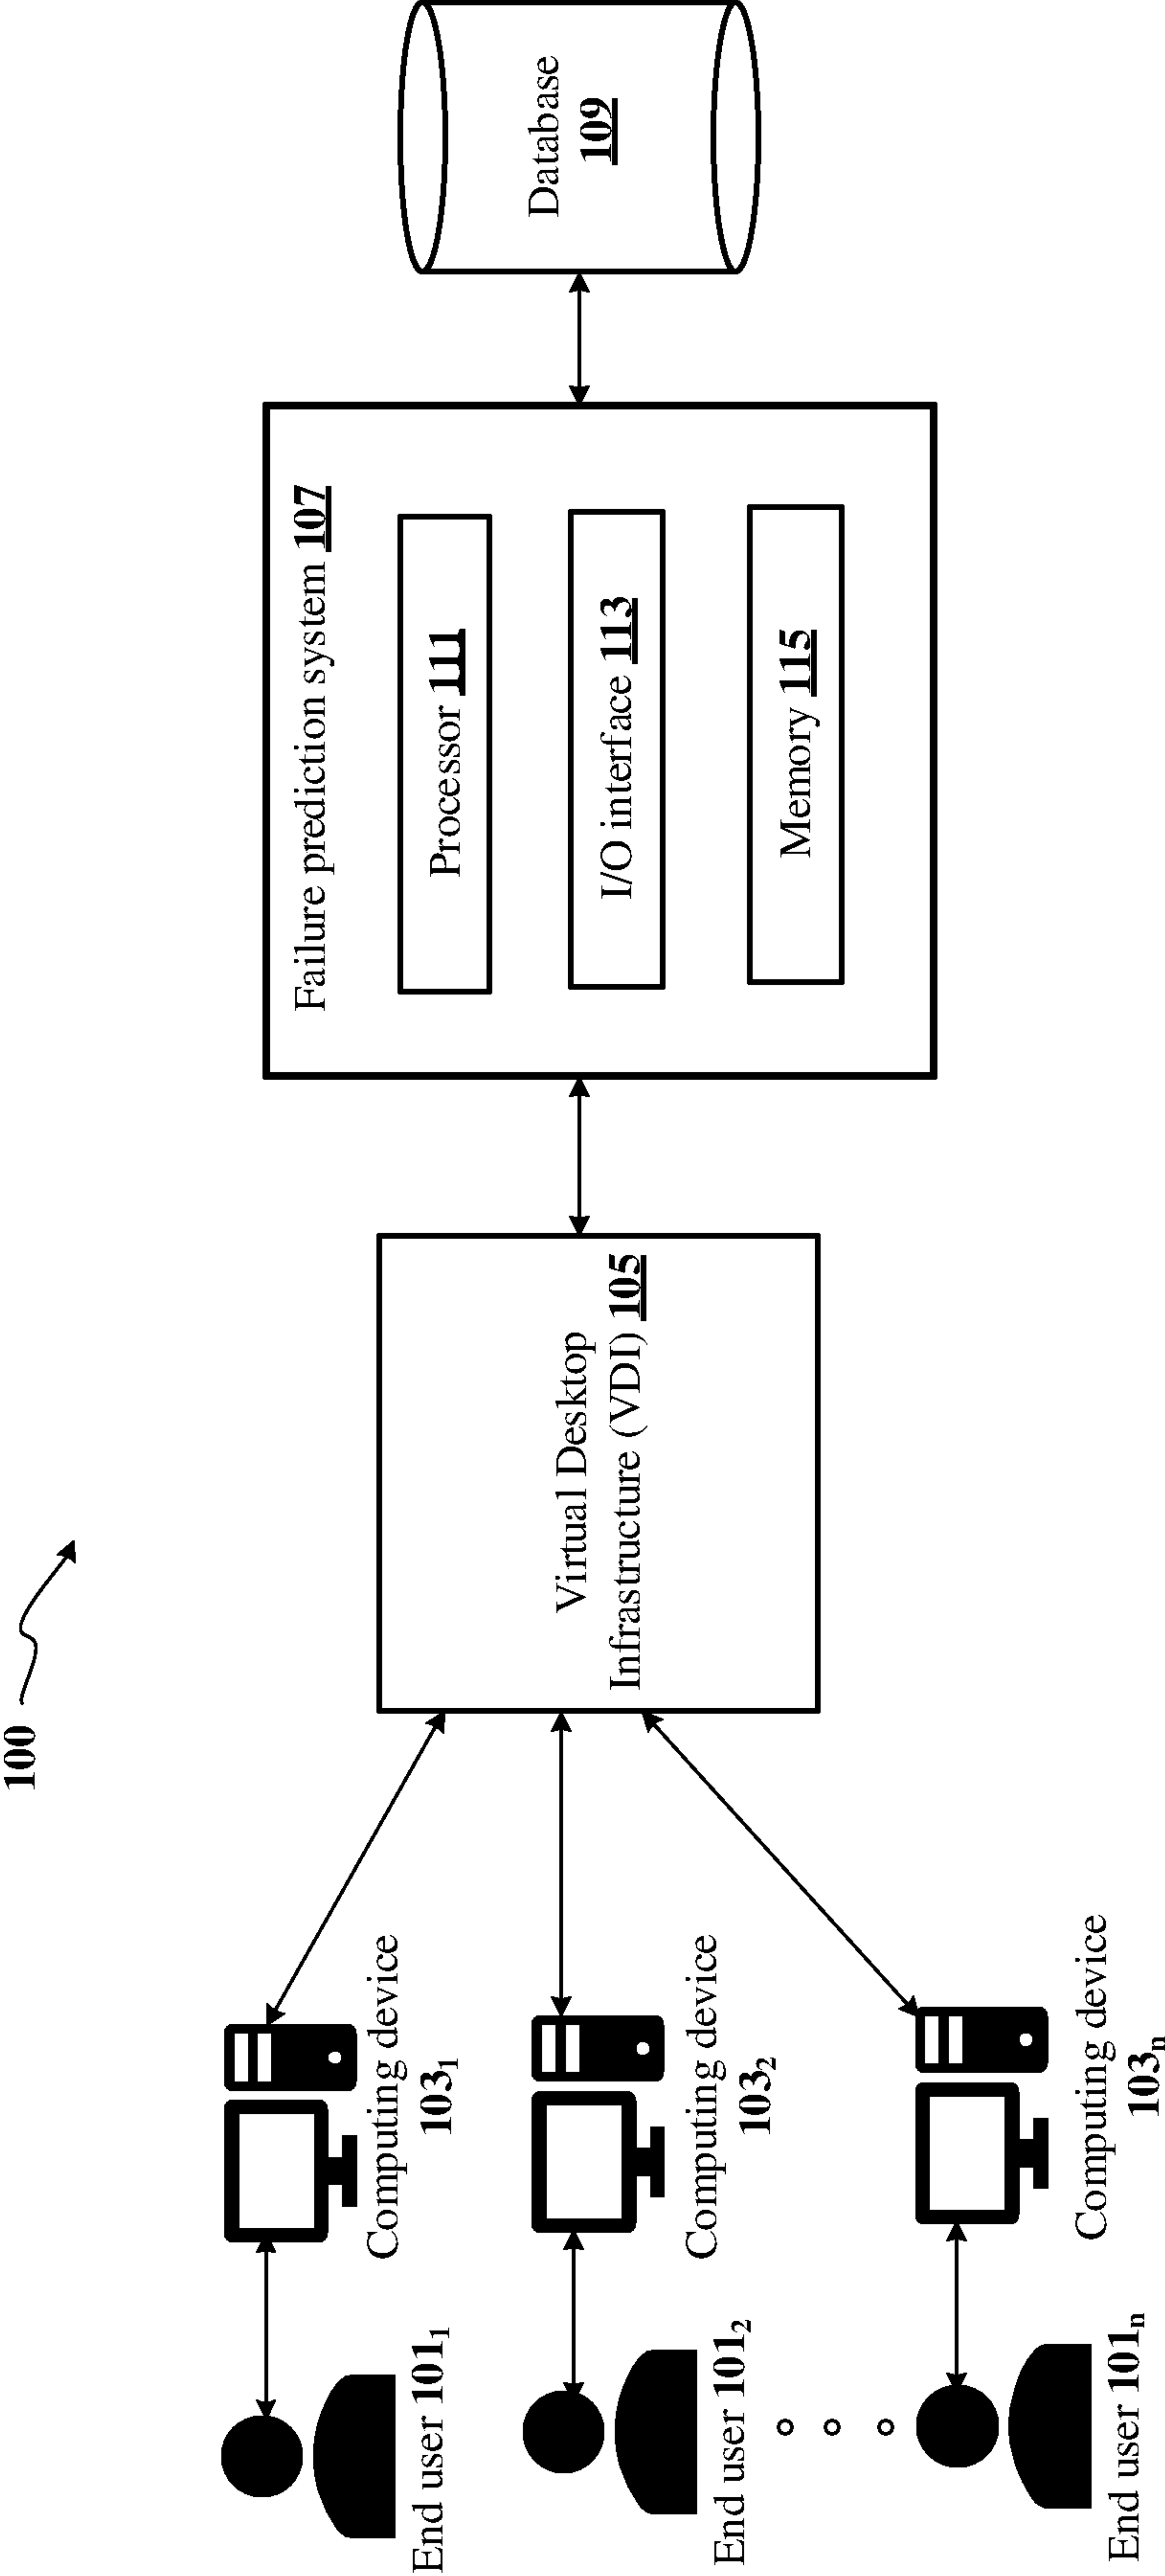 100
End user 101₁
Computing device
103₁
End user 101₂
Computing device
103₂
End user 101ₙ
Computing device
103ₙ
Virtual Desktop
Infrastructure (VDI) 105
Failure prediction system 107
Processor 111
I/O interface 113
Memory 115
Database
109